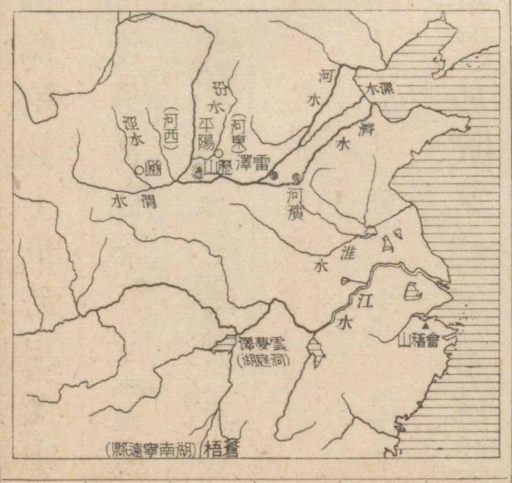 河水
漯水
濟水
汾水
平陽
(河東)
(河西)
涇水
雷澤
歷山
河濱
渭水
淮水
江水
會稽山
雲夢澤
(洞庭湖)
蒼梧(湖南寧遠縣)